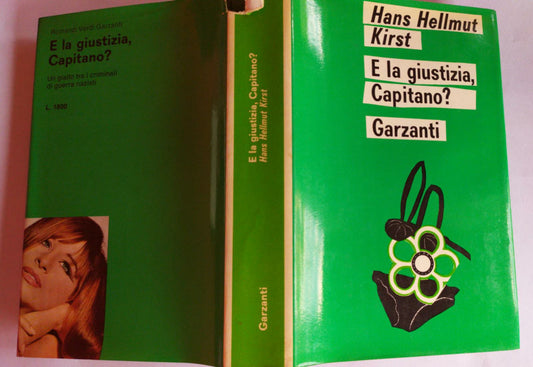 Romanzi Verdi Garzanti
E la giustizia,
Capitano?
Un giallo tra i criminali
di guerra nazisti
L. 1800
E la giustizia, Capitano?
Hans Hellmut Kirst
Garzanti
Hans Hellmut
Kirst
E la giustizia,
Capitano?
Garzanti